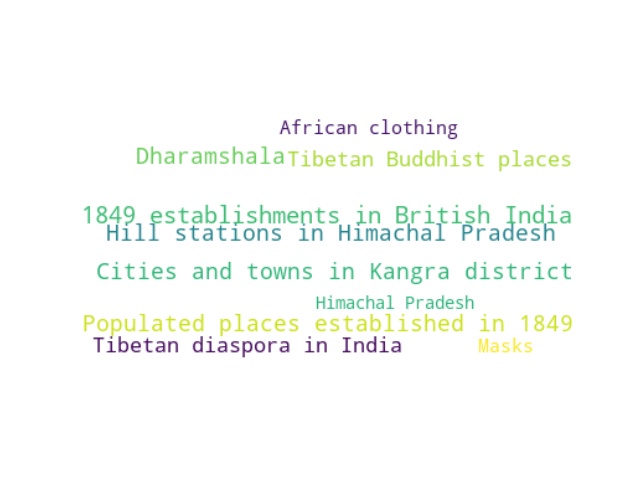 African clothing
Dharamshala
Tibetan Buddhist places
1849 establishments in British India
Hill stations in Himachal Pradesh
Cities and towns in Kangra district
Himachal Pradesh
Populated places established in 1849
Tibetan diaspora in India
Masks